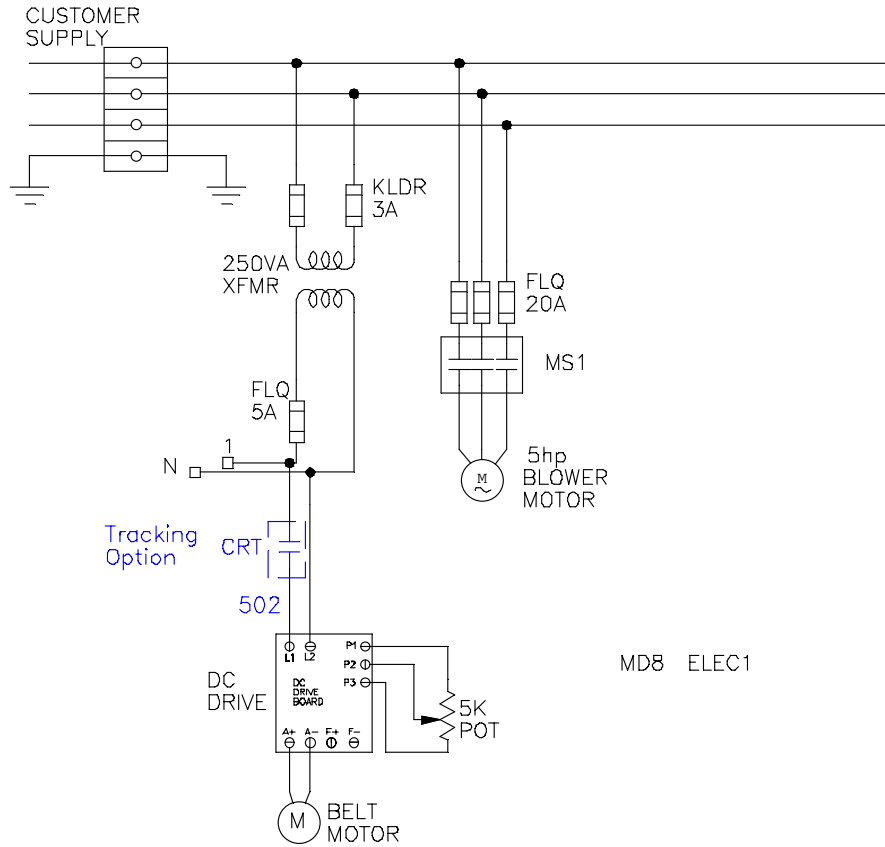 CUSTOMER
SUPPLY
KLDR
3A
250VA
XFMR
FLQ
20A
MS1
FLQ
5A
1
N
5hp
BLOWER
MOTOR
M
~
Tracking
Option
CRT
502
L1 L2 P1
P2
P3
DC
DRIVE
BOARD
DC
DRIVE
MD8 ELEC1
5K
POT
A+ A- F+ F-
M
BELT
MOTOR